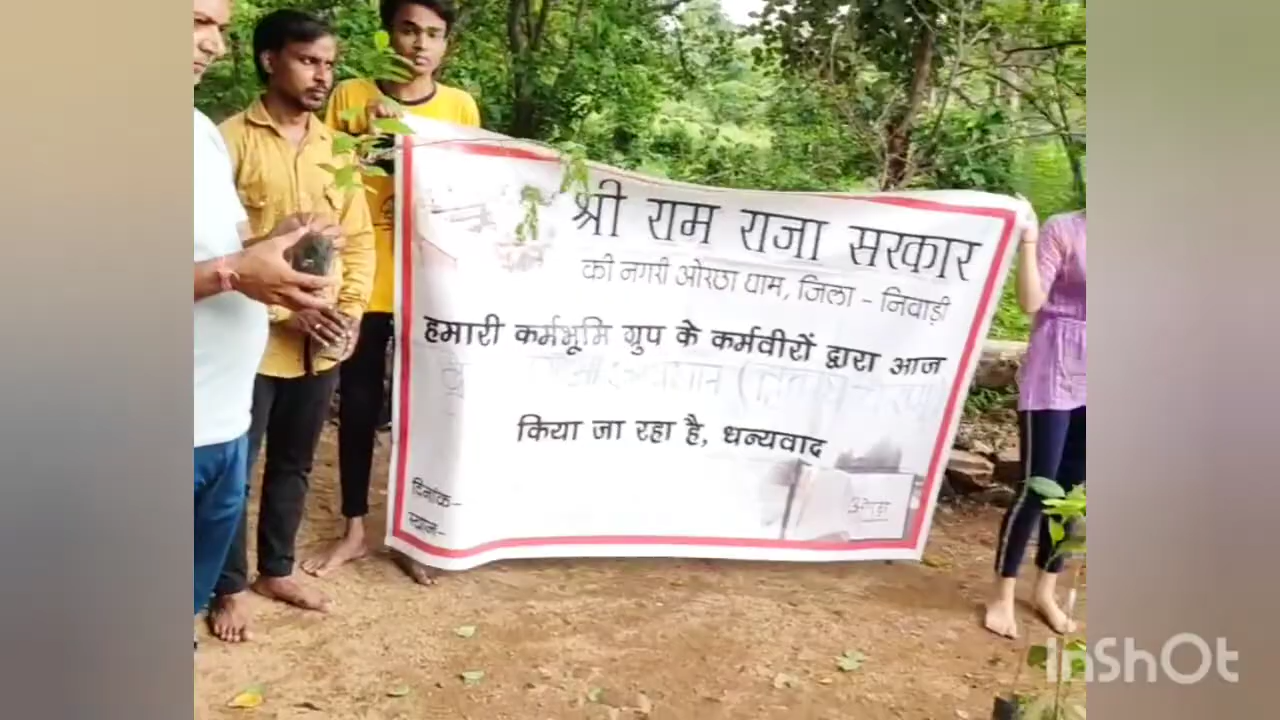 श्री राम राजा सरकार
की नगरी ओरछा धाम, जिला - निवाड़ी
हमारी कर्मभूमि ग्रुप के कर्मवीरों द्वारा आज
किया जा रहा है, धन्यवाद
दिनांक-
स्थान-
InShOt